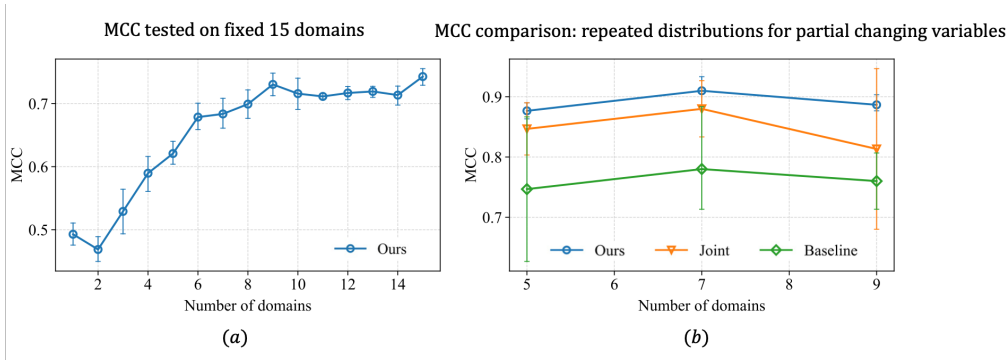 MCC tested on fixed 15 domains
MCC
0.7
0.6
0.5
2 4 6 8 10 12 14
Ours
Number of domains
(a)
MCC comparison: repeated distributions for partial changing variables
MCC
0.9
0.8
0.7
5 6 7 8 9
Ours Joint Baseline
Number of domains
(b)